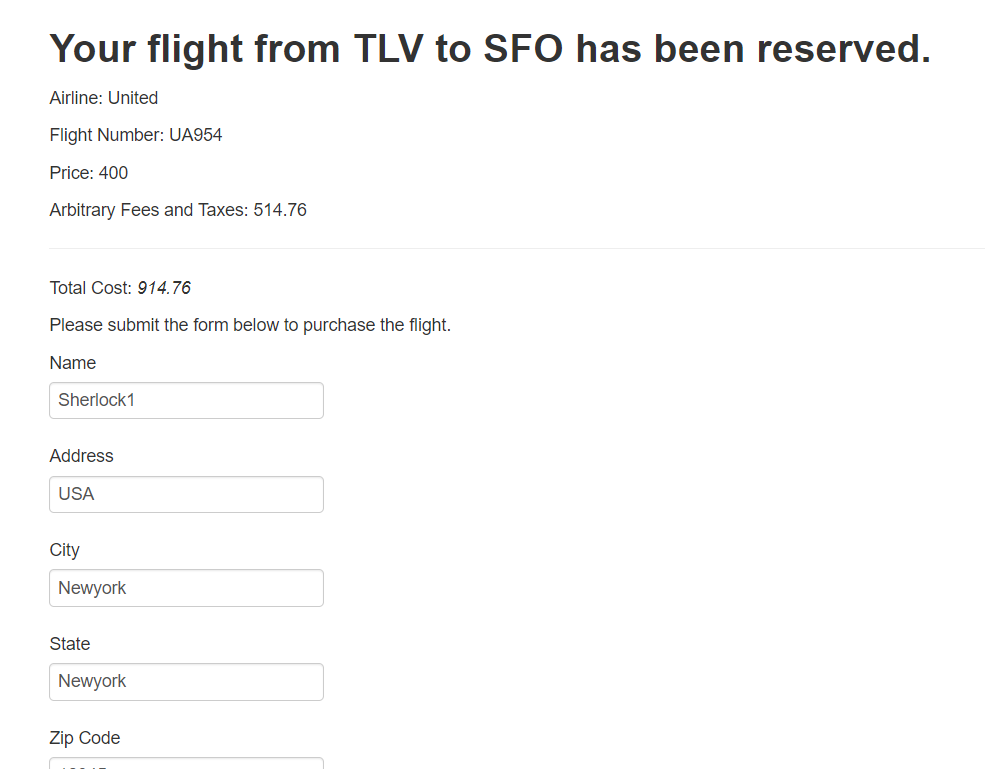 Your flight from TLV to SFO has been reserved.
Airline: United
Flight Number: UA954
Price: 400
Arbitrary Fees and Taxes: 514.76
Total Cost: 914.76
Please submit the form below to purchase the flight.
Name
Sherlock1
Address
USA
City
Newyork
State
Newyork
Zip Code